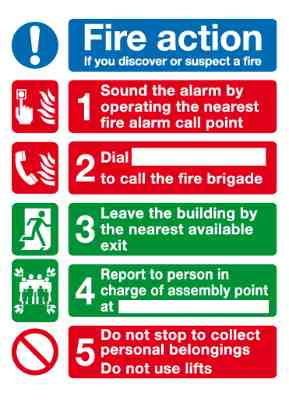 Fire action
If you discover or suspect a fire
1
Sound the alarm by
operating the nearest
fire alarm call point
2
Dial
to call the fire brigade
3
Leave the building by
the nearest available
exit
4
Report to person in
charge of assembly point
at
5
Do not stop to collect
personal belongings
Do not use lifts